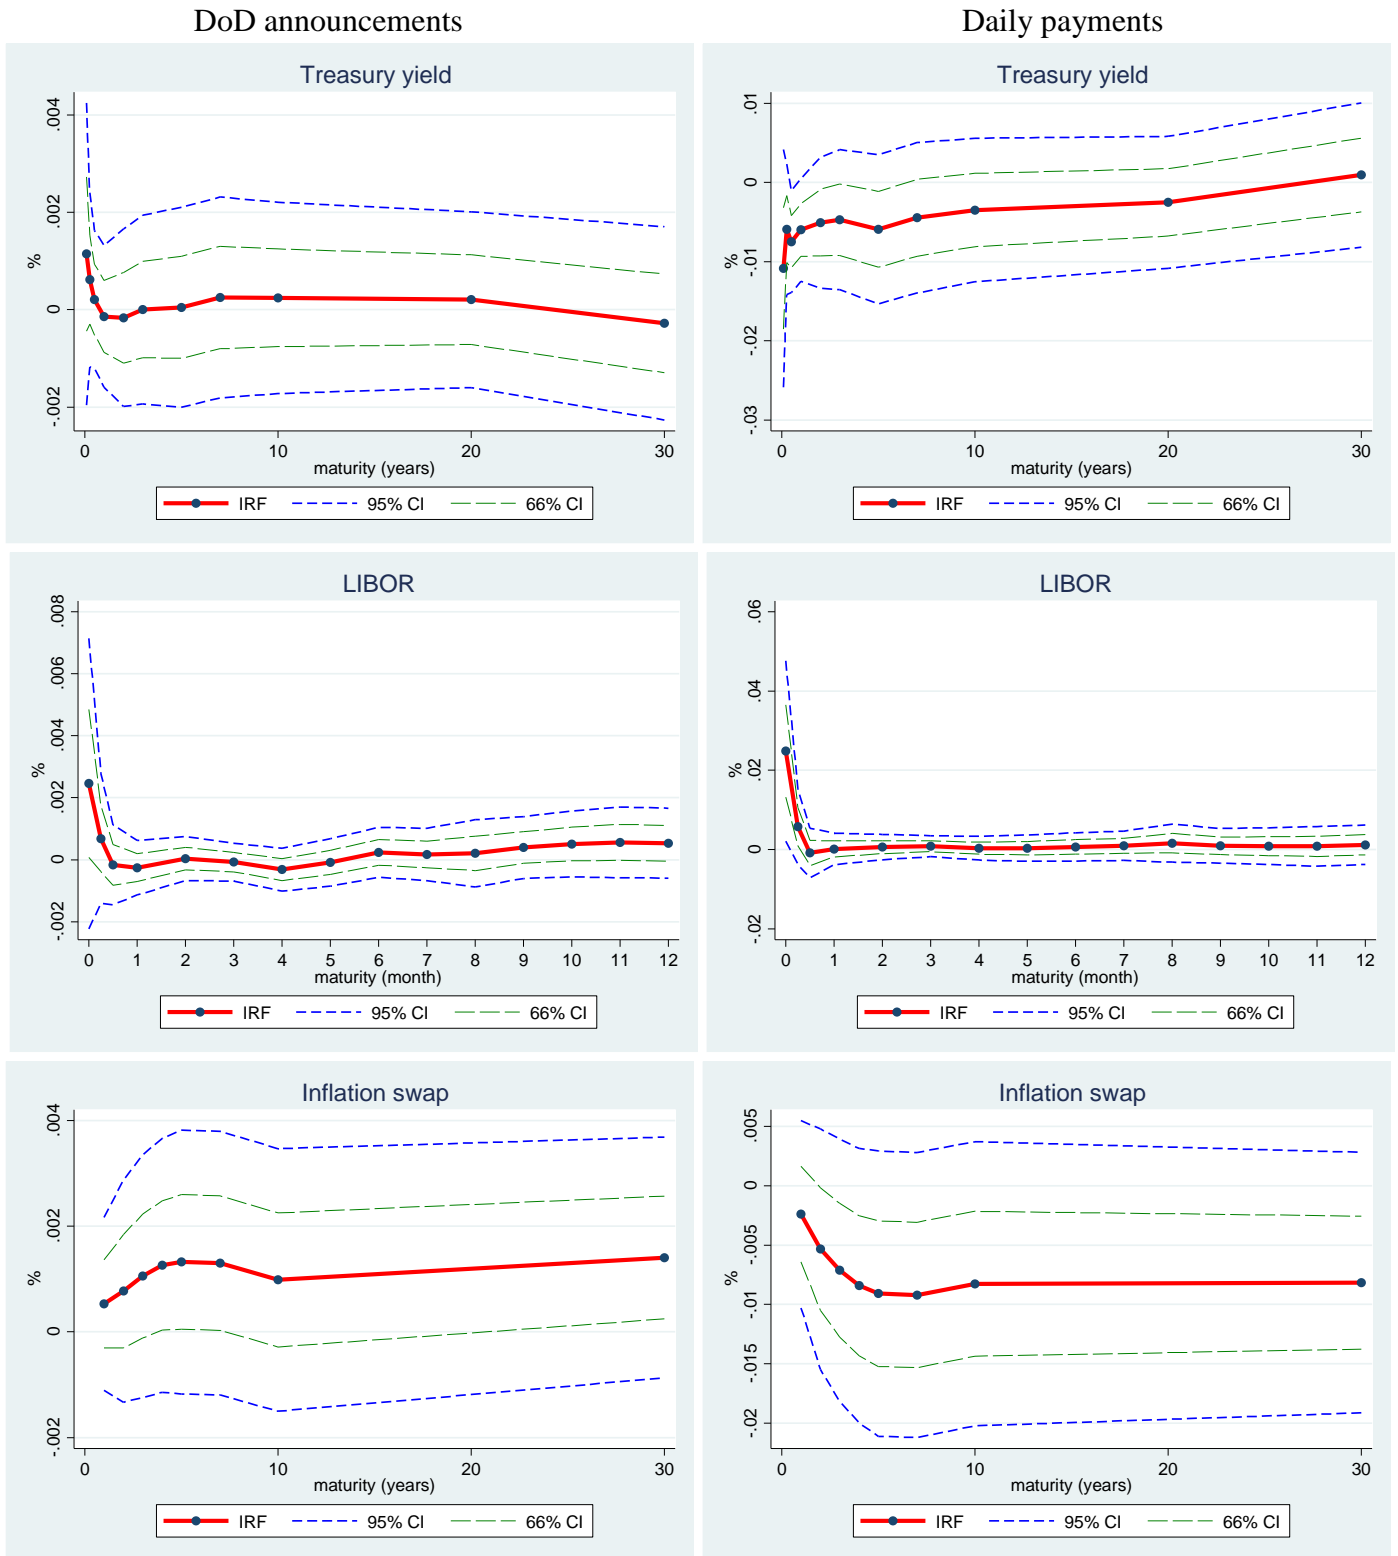 DoD announcements
Daily payments
Treasury yield
.004
.002
0
-.002
%
0 10 20 30
maturity (years)
IRF 95% CI 66% CI
Treasury yield
.01
0
-.01
-.02
-.03
%
0 10 20 30
maturity (years)
IRF 95% CI 66% CI
LIBOR
.008
.006
.004
.002
0
-.002
%
0 1 2 3 4 5 6 7 8 9 10 11 12
maturity (month)
IRF 95% CI 66% CI
LIBOR
.06
.04
.02
0
-.02
%
0 1 2 3 4 5 6 7 8 9 10 11 12
maturity (month)
IRF 95% CI 66% CI
Inflation swap
.004
.002
0
-.002
%
0 10 20 30
maturity (years)
IRF 95% CI 66% CI
Inflation swap
.005
0
-.005
-.01
-.015
-.02
%
0 10 20 30
maturity (years)
IRF 95% CI 66% CI